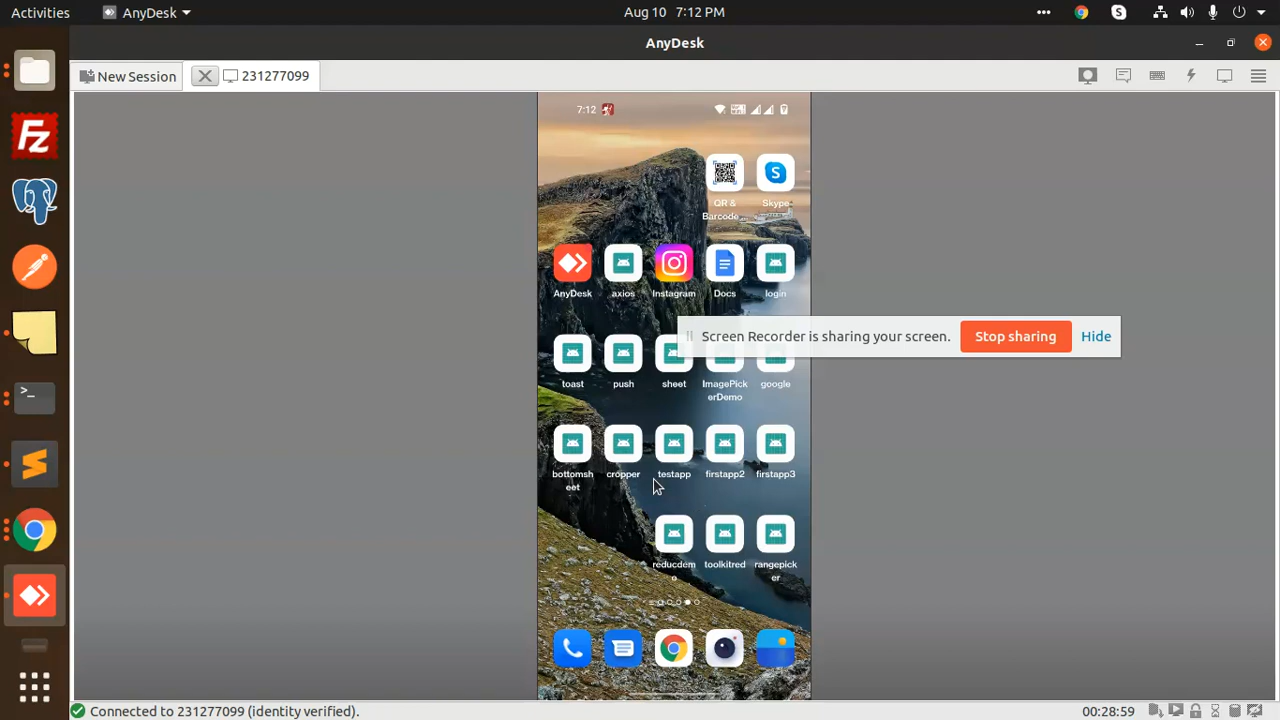 Activities AnyDesk Aug 10 7:12 PM
AnyDesk
New Session 231277099
7:12
QR & Skype
Barcode...
AnyDesk axios Instagram Docs login
Screen Recorder is sharing your screen. Stop sharing Hide
toast push sheet ImagePic google
kerDemo
bottomsh cropper testapp firstapp2 firstapp3
eet
reducdem toolkitred rangepick
o er
Connected to 231277099 (identity verified). 00:28:59